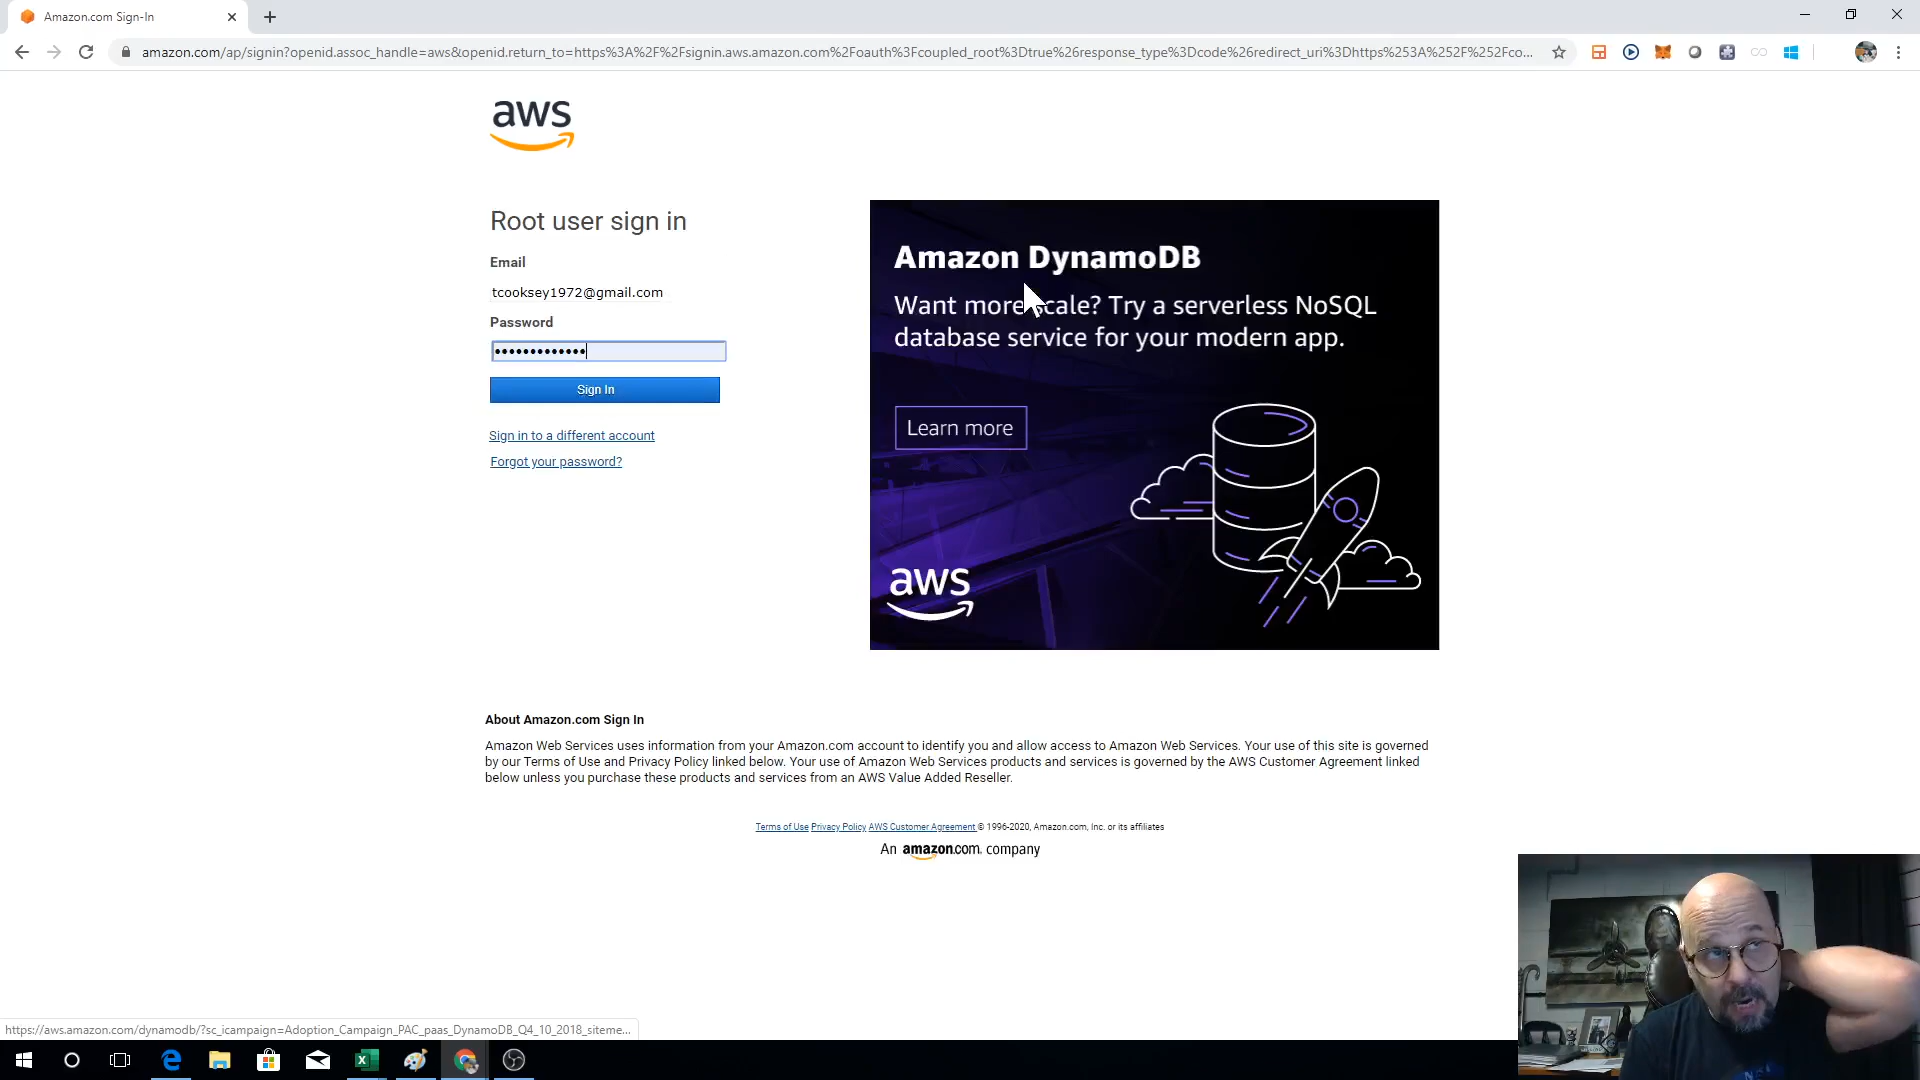 Amazon.com Sign-In
amazon.com/ap/signin?openid.assoc_handle=aws&openid.return_to=https%3A%2F%2Fsignin.aws.amazon.com%2Foauth%3Fcoupled_root%3Dtrue%26response_type%3Dcode%26redirect_uri%3Dhttps%253A%252F%252Fco...
aws
Root user sign in
Email
tcooksey1972@gmail.com
Password
Sign In
Sign in to a different account
Forgot your password?
Amazon DynamoDB
Want more scale? Try a serverless NoSQL
database service for your modern app.
Learn more
aws
About Amazon.com Sign In
Amazon Web Services uses information from your Amazon.com account to identify you and allow access to Amazon Web Services. Your use of this site is governed
by our Terms of Use and Privacy Policy linked below. Your use of Amazon Web Services products and services is governed by the AWS Customer Agreement linked
below unless you purchase these products and services from an AWS Value Added Reseller.
Terms of Use Privacy Policy AWS Customer Agreement © 1996-2020, Amazon.com, Inc. or its affiliates
An amazon.com. company
https://aws.amazon.com/dynamodb/?sc_icampaign=Adoption_Campaign_PAC_paas_DynamoDB_Q4_10_2018_siteme...